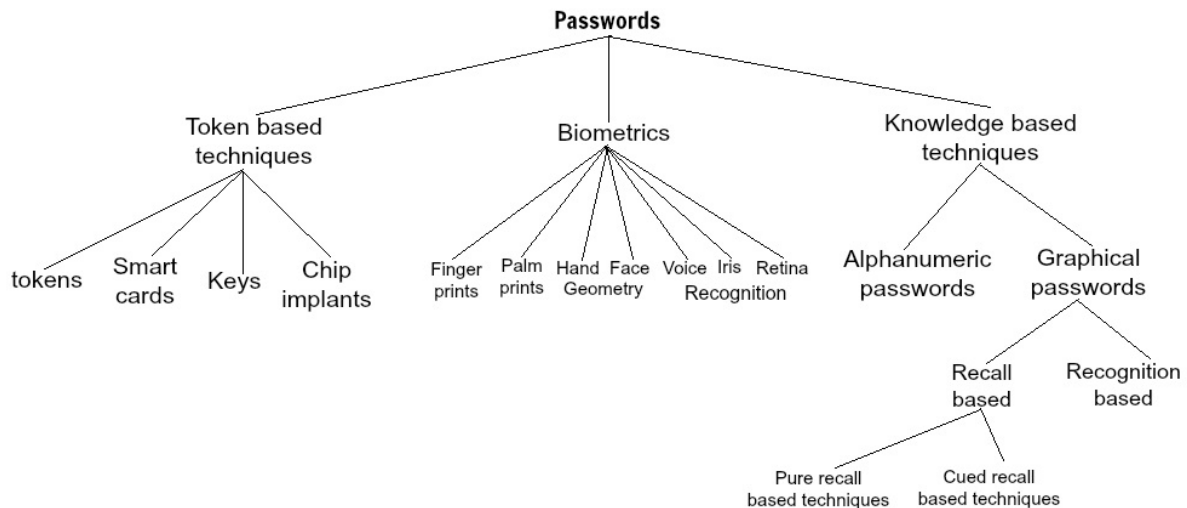 Passwords
Token based
techniques
Biometrics
Knowledge based
techniques
tokens
Smart
cards
Keys
Chip
implants
Finger
prints
Palm
prints
Hand Face
Geometry
Voice Iris Retina
Recognition
Alphanumeric
passwords
Graphical
passwords
Recall
based
Recognition
based
Pure recall
based techniques
Cued recall
based techniques